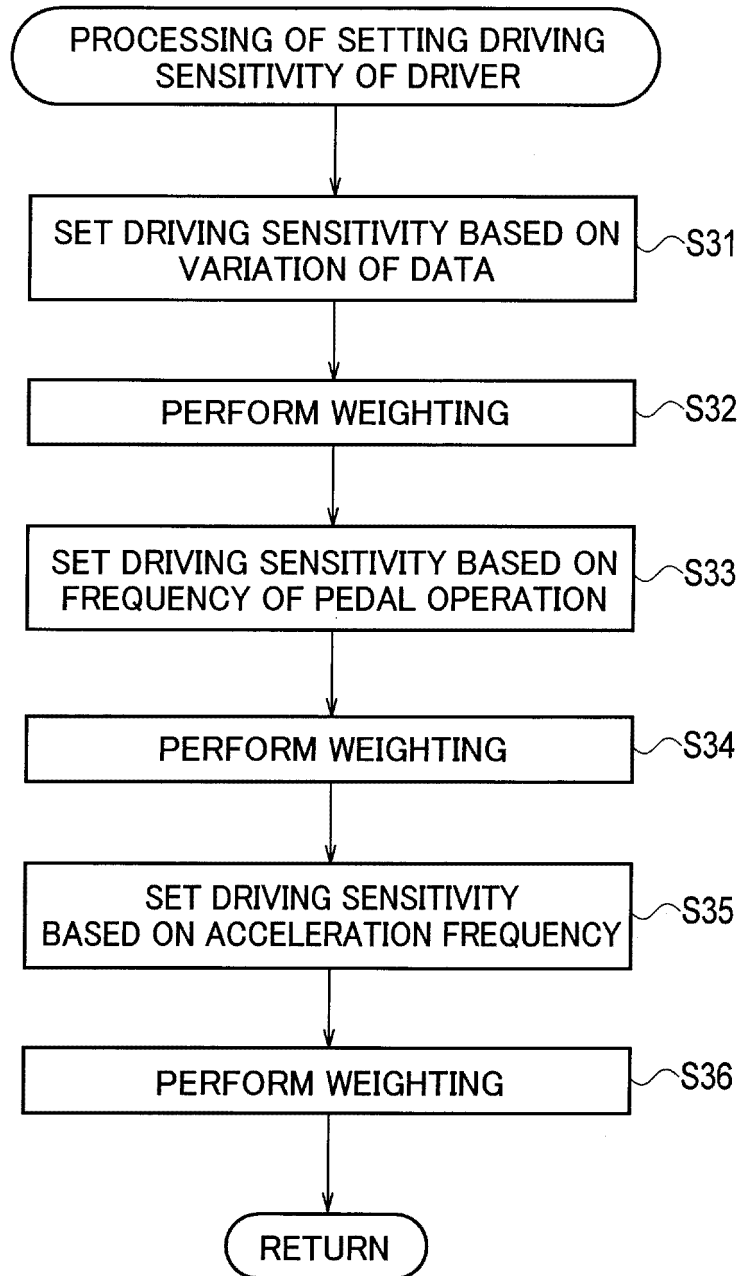 PROCESSING OF SETTING DRIVING
SENSITIVITY OF DRIVER
SET DRIVING SENSITIVITY BASED ON
VARIATION OF DATA
S31
PERFORM WEIGHTING
S32
SET DRIVING SENSITIVITY BASED ON
FREQUENCY OF PEDAL OPERATION
S33
PERFORM WEIGHTING
S34
SET DRIVING SENSITIVITY
BASED ON ACCELERATION FREQUENCY
S35
PERFORM WEIGHTING
S36
RETURN